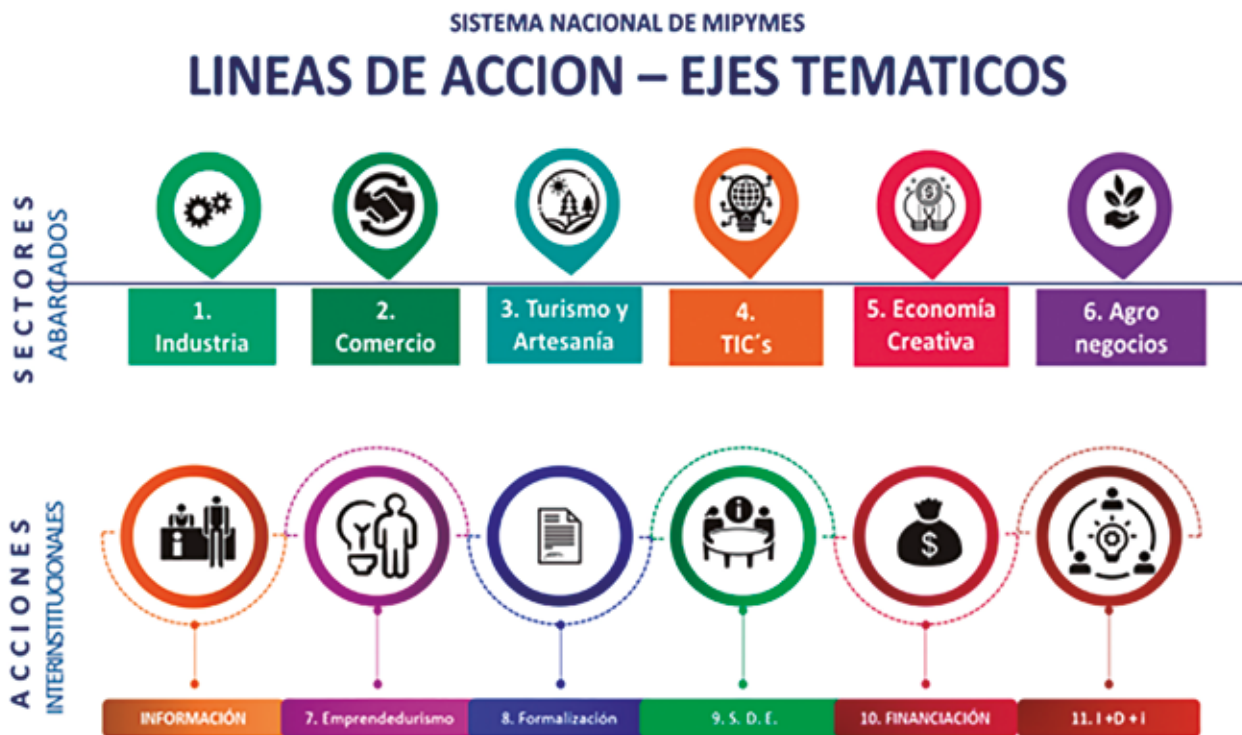 SISTEMA NACIONAL DE MIPYMES
LINEAS DE ACCION – EJES TEMATICOS
SECTORES
ABARCADOS
1.
Industria
2.
Comercio
3. Turismo y
Artesanía
4.
TIC´s
5. Economía
Creativa
6. Agro
negocios
ACCIONES
INTERINSTITUCIONALES
INFORMACIÓN
7. Emprendedurismo
8. Formalización
9. S. D. E.
10. FINANCIACIÓN
11. I +D + i